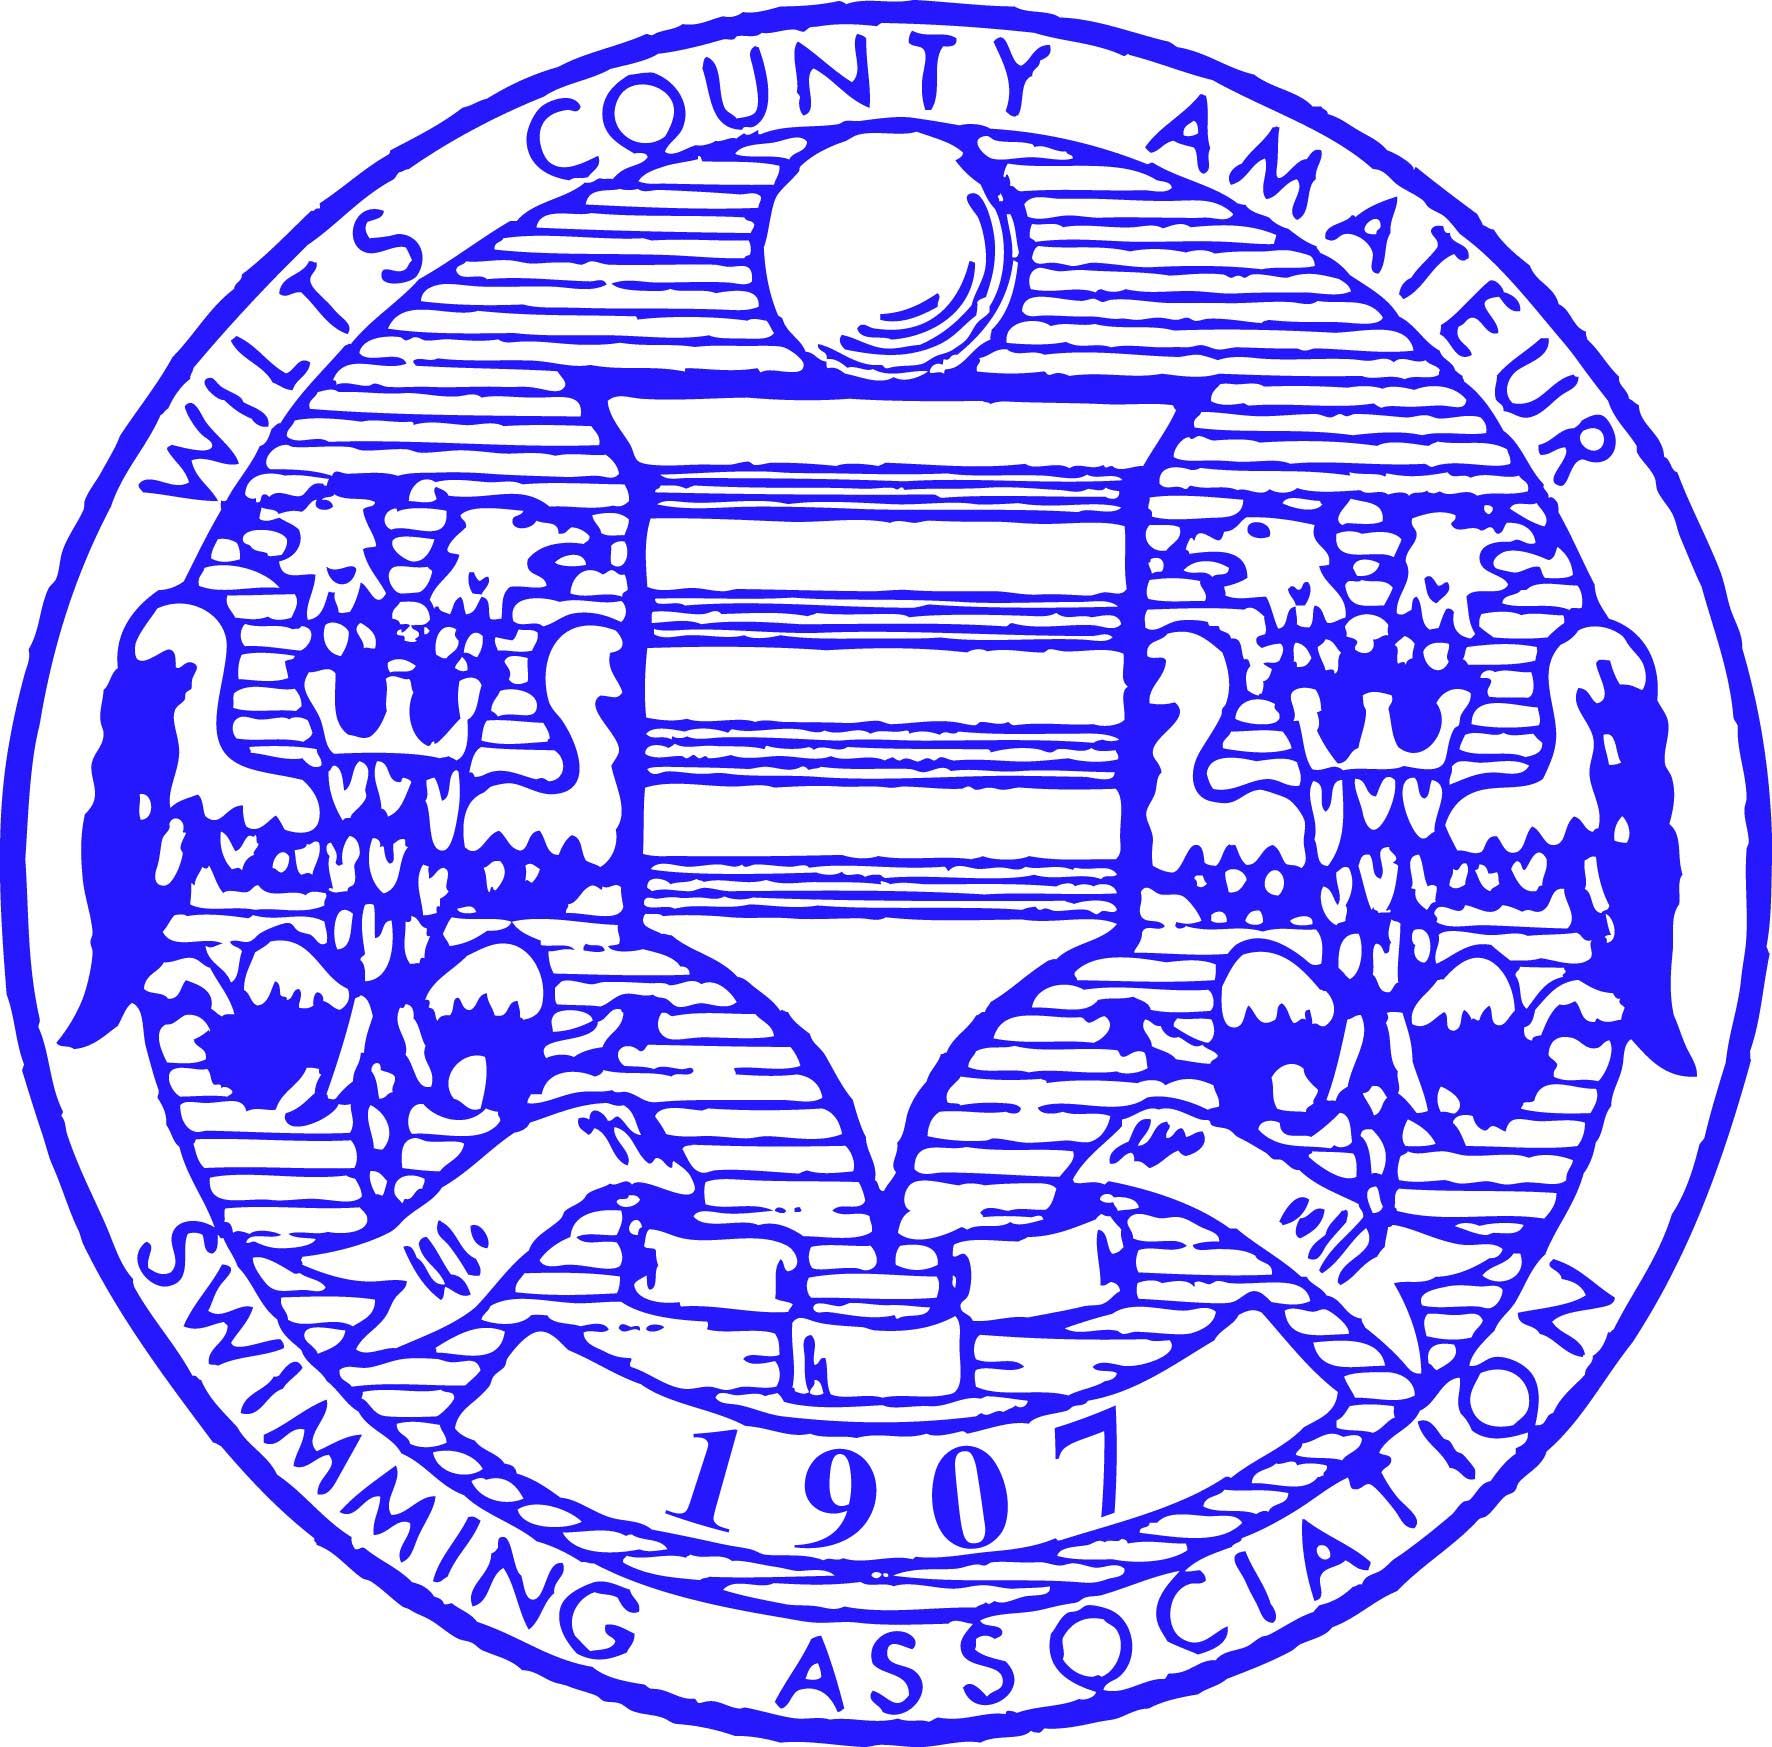 WILTS COUNTY AMATEUR
SWIMMING ASSOCIATION
1907